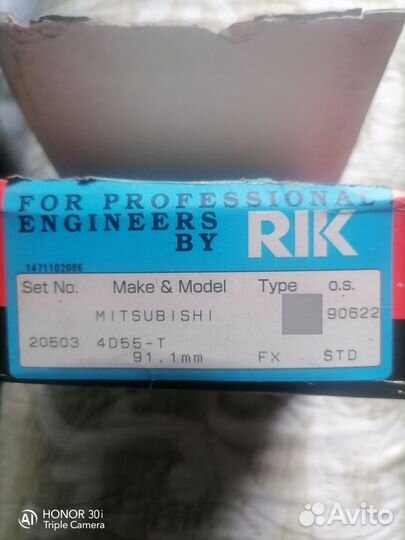 FOR PROFESSIONAL
ENGINEERS
BY RIK
1471102086
Set No. Make & Model Type O.S.
MITSUBISHI 90622
20503 4D55-T
91.1mm FX STD
AI HONOR 30i
Triple Camera
Avito